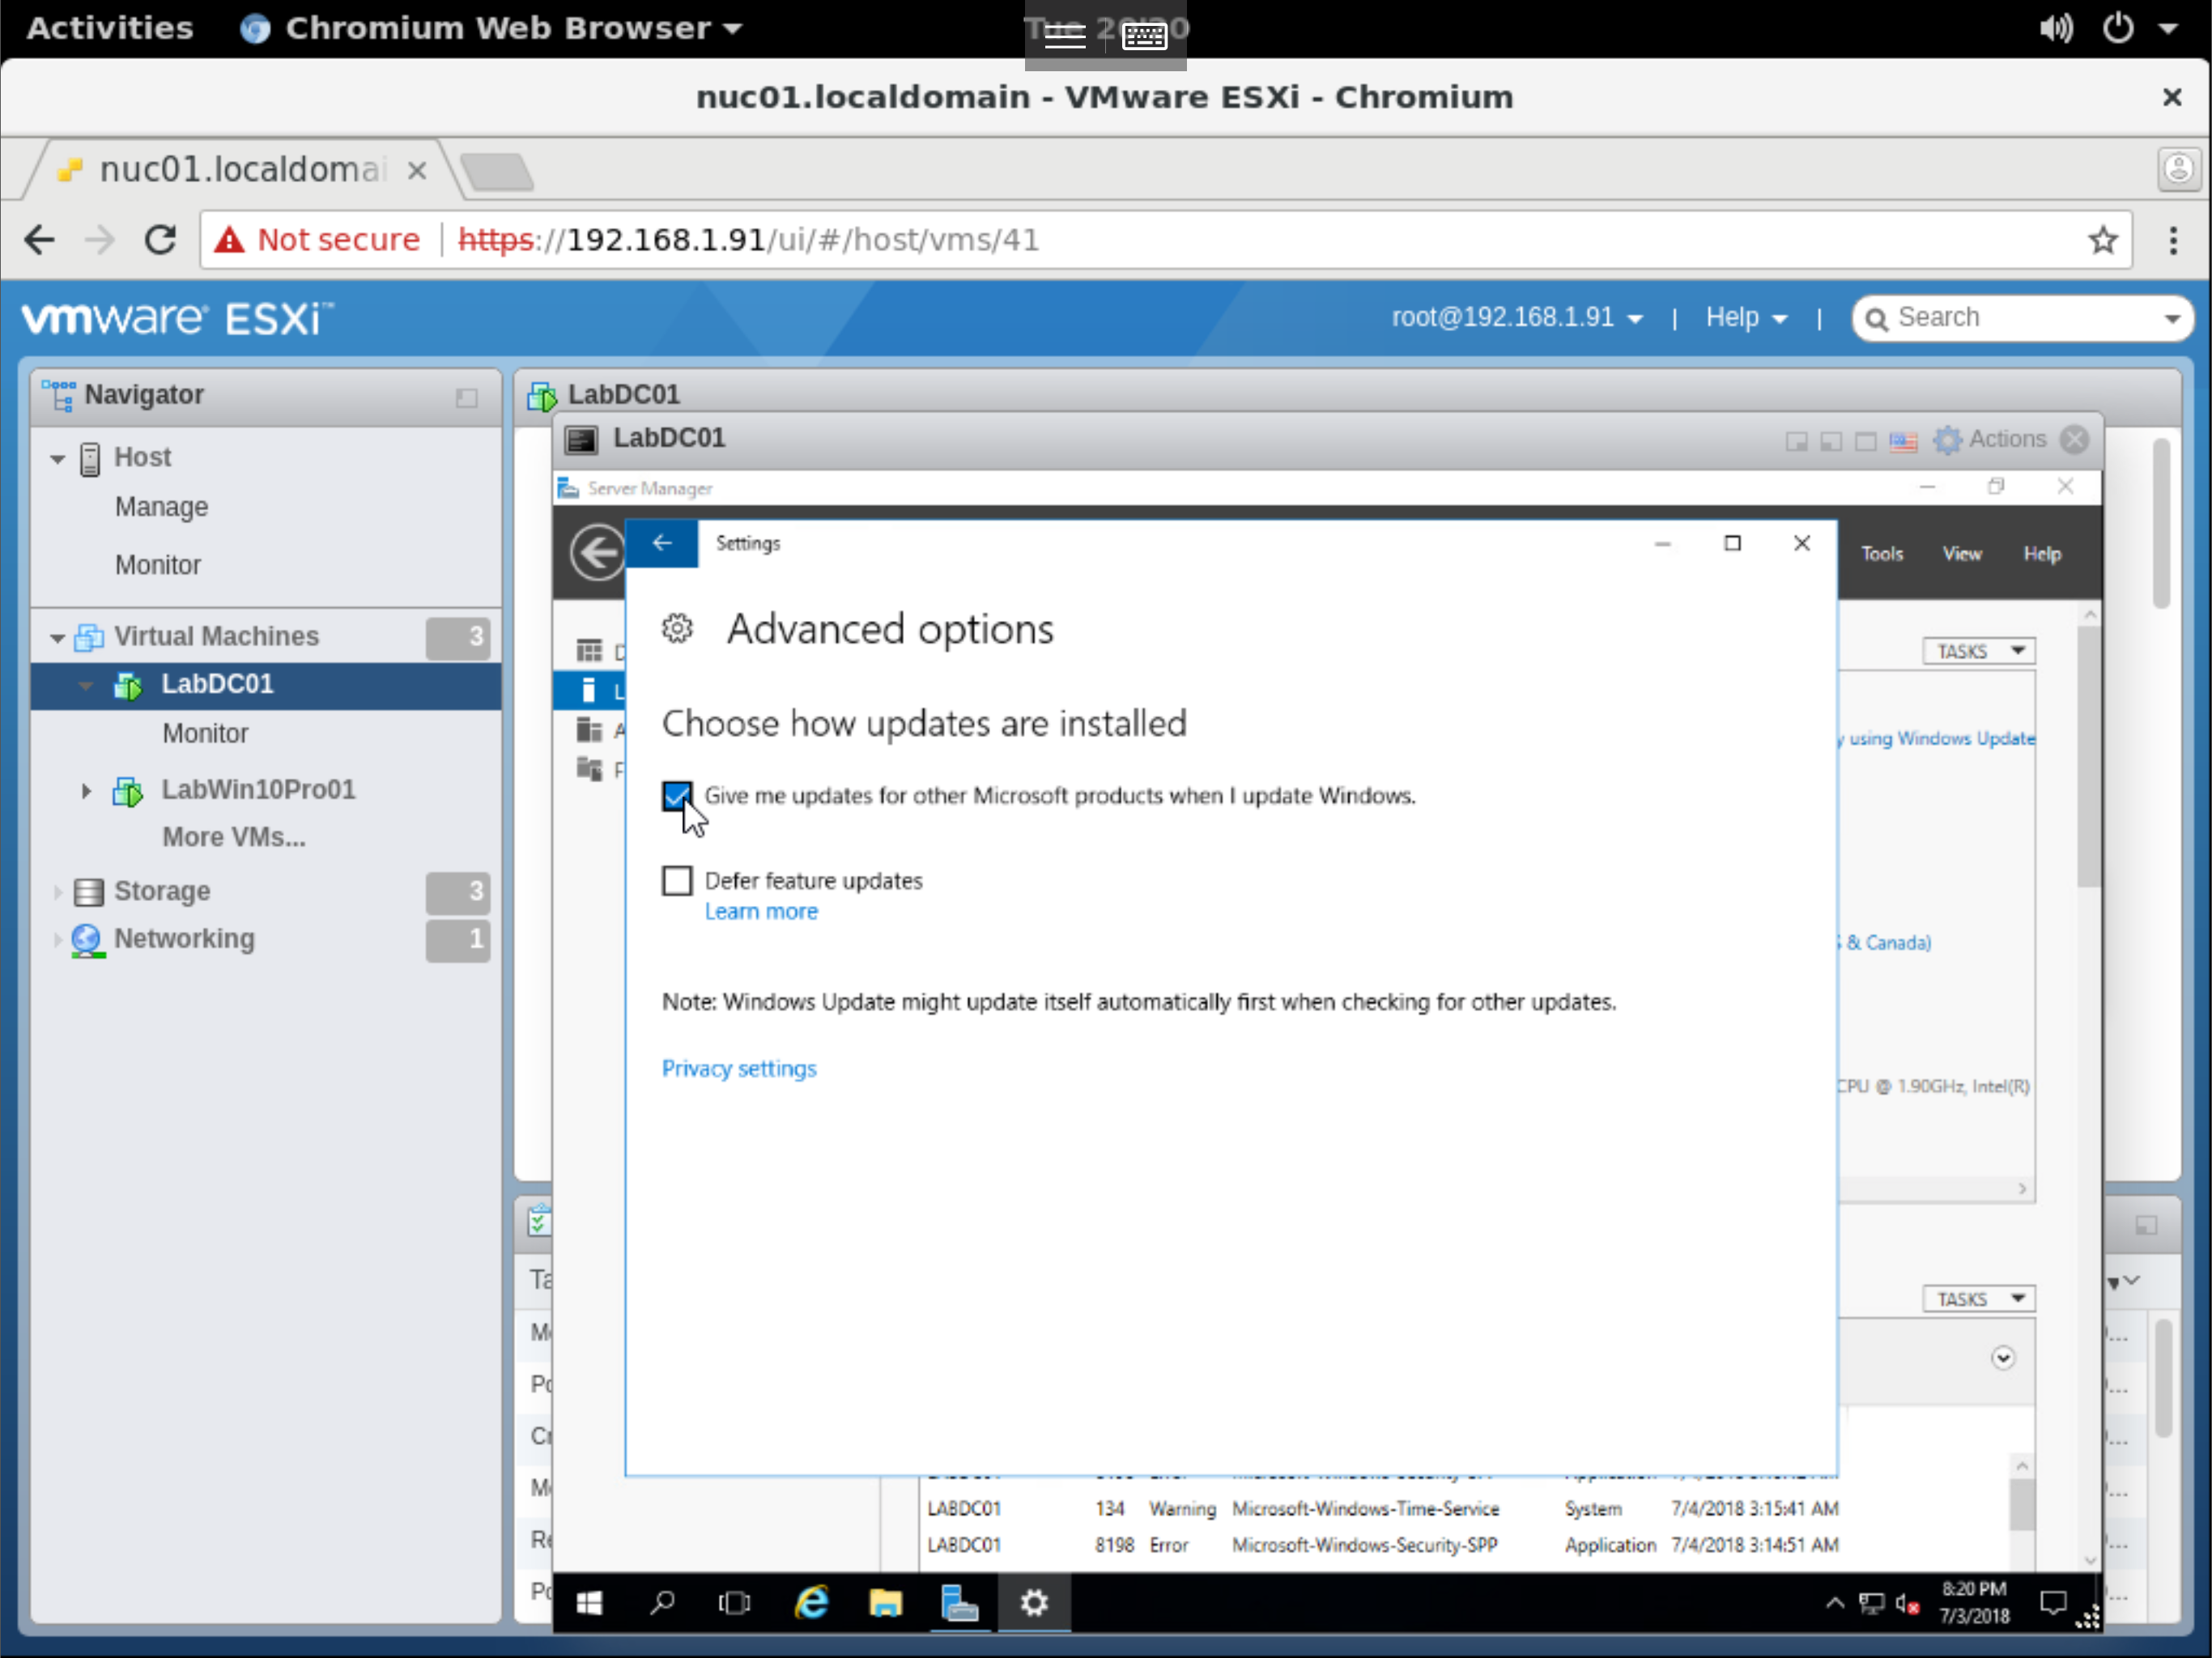 Activities
Chromium Web Browser
Tue 20:20
nuc01.localdomain - VMware ESXi - Chromium
nuc01.localdomai
Not secure
https://192.168.1.91/ui/#/host/vms/41
vmware ESXi™
root@192.168.1.91 | Help |
Search
Navigator
Host
Manage
Monitor
Virtual Machines 3
LabDC01
Monitor
LabWin10Pro01
More VMs...
Storage 3
Networking 1
LabDC01
LabDC01
Actions
Server Manager
Settings
Tools View Help
Advanced options
TASKS
Choose how updates are installed
using Windows Update
Give me updates for other Microsoft products when I update Windows.
Defer feature updates
Learn more
& Canada)
Note: Windows Update might update itself automatically first when checking for other updates.
Privacy settings
CPU @ 1.90GHz, Intel(R)
TASKS
LABDC01 134 Warning Microsoft-Windows-Time-Service System 7/4/2018 3:15:41 AM
LABDC01 8198 Error Microsoft-Windows-Security-SPP Application 7/4/2018 3:14:51 AM
8:20 PM
7/3/2018